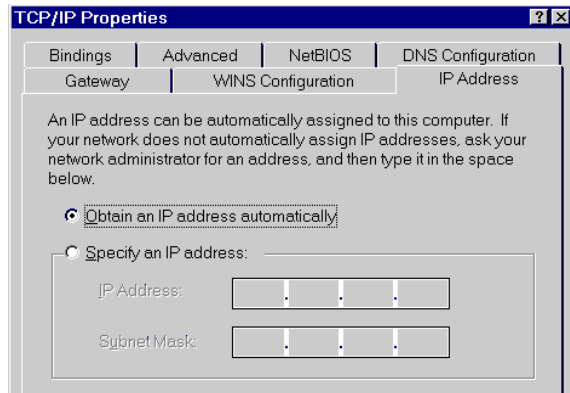 TCP/IP Properties
? X
Bindings Advanced NetBIOS DNS Configuration
Gateway WINS Configuration IP Address
An IP address can be automatically assigned to this computer. If
your network does not automatically assign IP addresses, ask your
network administrator for an address, and then type it in the space
below.
Obtain an IP address automatically
Specify an IP address:
IP Address: . . .
Subnet Mask: . . .